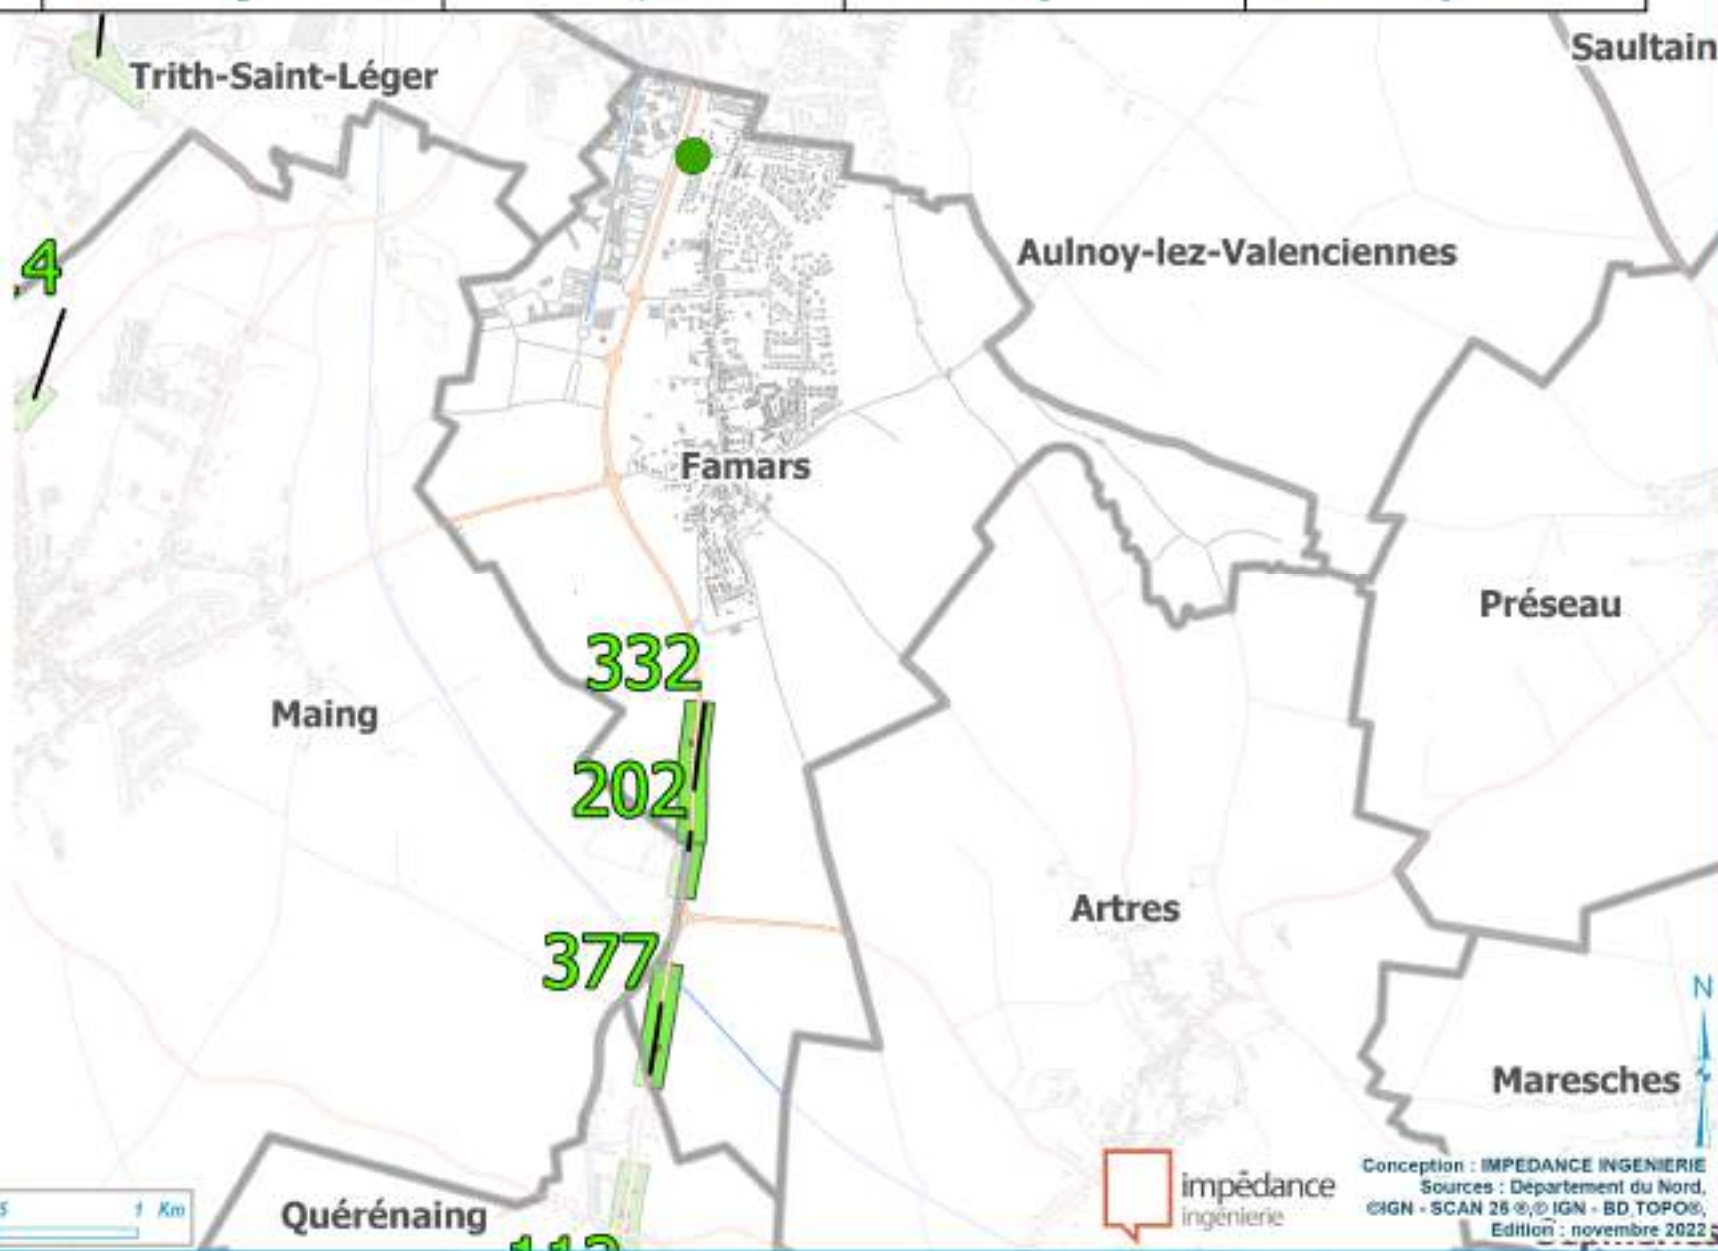 Saultain
Trith-Saint-Léger
4
Aulnoy-lez-Valenciennes
Famars
Préseau
332
Maing
202
Artres
377
N
Maresches
impédance
ingénierie
Conception : IMPEDANCE INGENIERIE
Sources : Département du Nord,
©IGN - SCAN 25 ®,© IGN - BD TOPO®,
Edition : novembre 2022
5 1 Km
Quérénaing